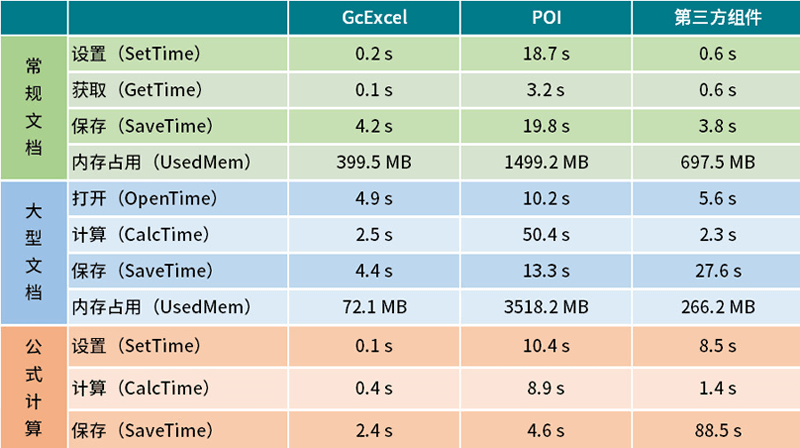 GcExcel POI 第三方组件
常规文档
设置（SetTime） 0.2 s 18.7 s 0.6 s
获取（GetTime） 0.1 s 3.2 s 0.6 s
保存（SaveTime） 4.2 s 19.8 s 3.8 s
内存占用（UsedMem） 399.5 MB 1499.2 MB 697.5 MB
大型文档
打开（OpenTime） 4.9 s 10.2 s 5.6 s
计算（CalcTime） 2.5 s 50.4 s 2.3 s
保存（SaveTime） 4.4 s 13.3 s 27.6 s
内存占用（UsedMem） 72.1 MB 3518.2 MB 266.2 MB
公式计算
设置（SetTime） 0.1 s 10.4 s 8.5 s
计算（CalcTime） 0.4 s 8.9 s 1.4 s
保存（SaveTime） 2.4 s 4.6 s 88.5 s